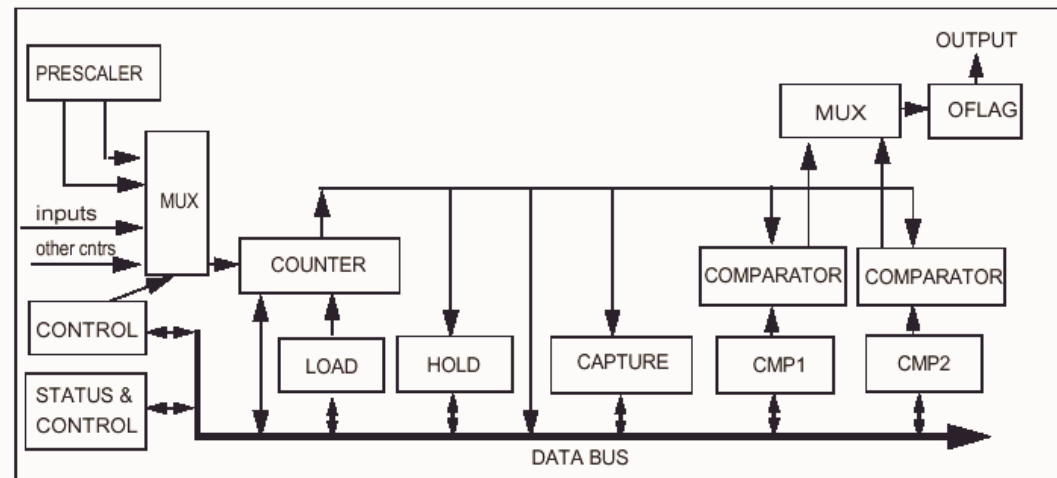 OUTPUT
PRESCALER
MUX
OFLAG
MUX
inputs
other cntrs
COUNTER
COMPARATOR
COMPARATOR
CONTROL
LOAD
HOLD
CAPTURE
CMP1
CMP2
STATUS &
CONTROL
DATA BUS